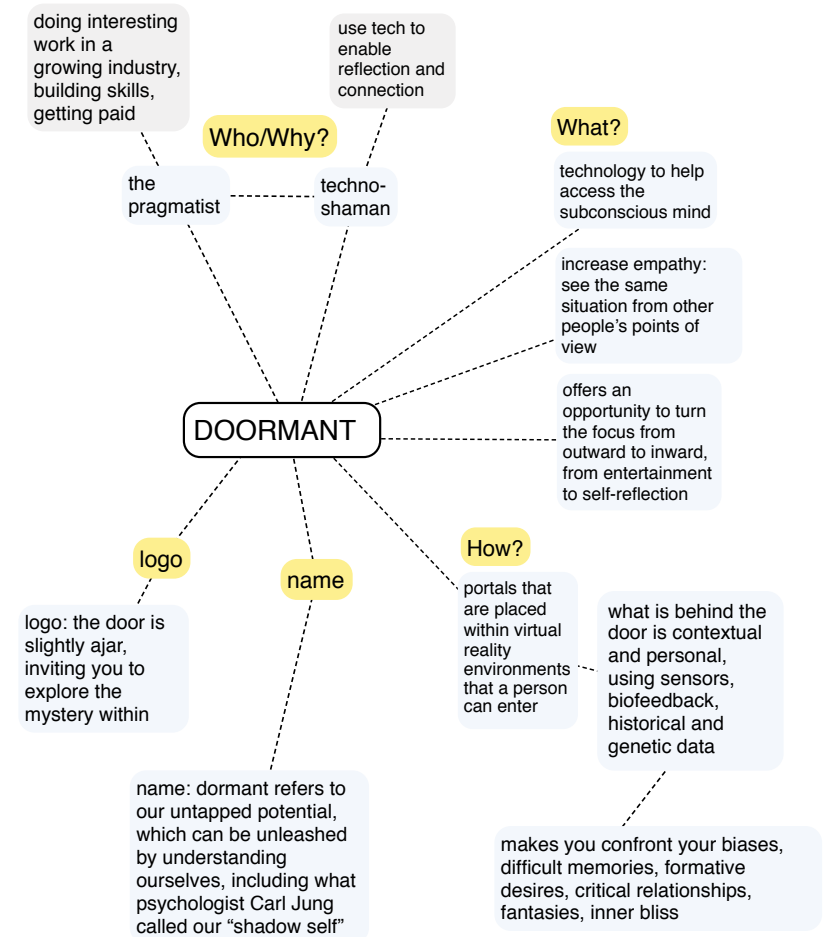 doing interesting
work in a
growing industry,
building skills,
getting paid
use tech to
enable
reflection and
connection
Who/Why?
the
pragmatist
techno-
shaman
What?
technology to help
access the
subconscious mind
increase empathy:
see the same
situation from other
people’s points of
view
offers an
opportunity to turn
the focus from
outward to inward,
from entertainment
to self-reflection
DOORMANT
logo
logo: the door is
slightly ajar,
inviting you to
explore the
mystery within
name
name: dormant refers to
our untapped potential,
which can be unleashed
by understanding
ourselves, including what
psychologist Carl Jung
called our “shadow self”
How?
portals that
are placed
within virtual
reality
environments
that a person
can enter
what is behind the
door is contextual
and personal,
using sensors,
biofeedback,
historical and
genetic data
makes you confront your biases,
difficult memories, formative
desires, critical relationships,
fantasies, inner bliss